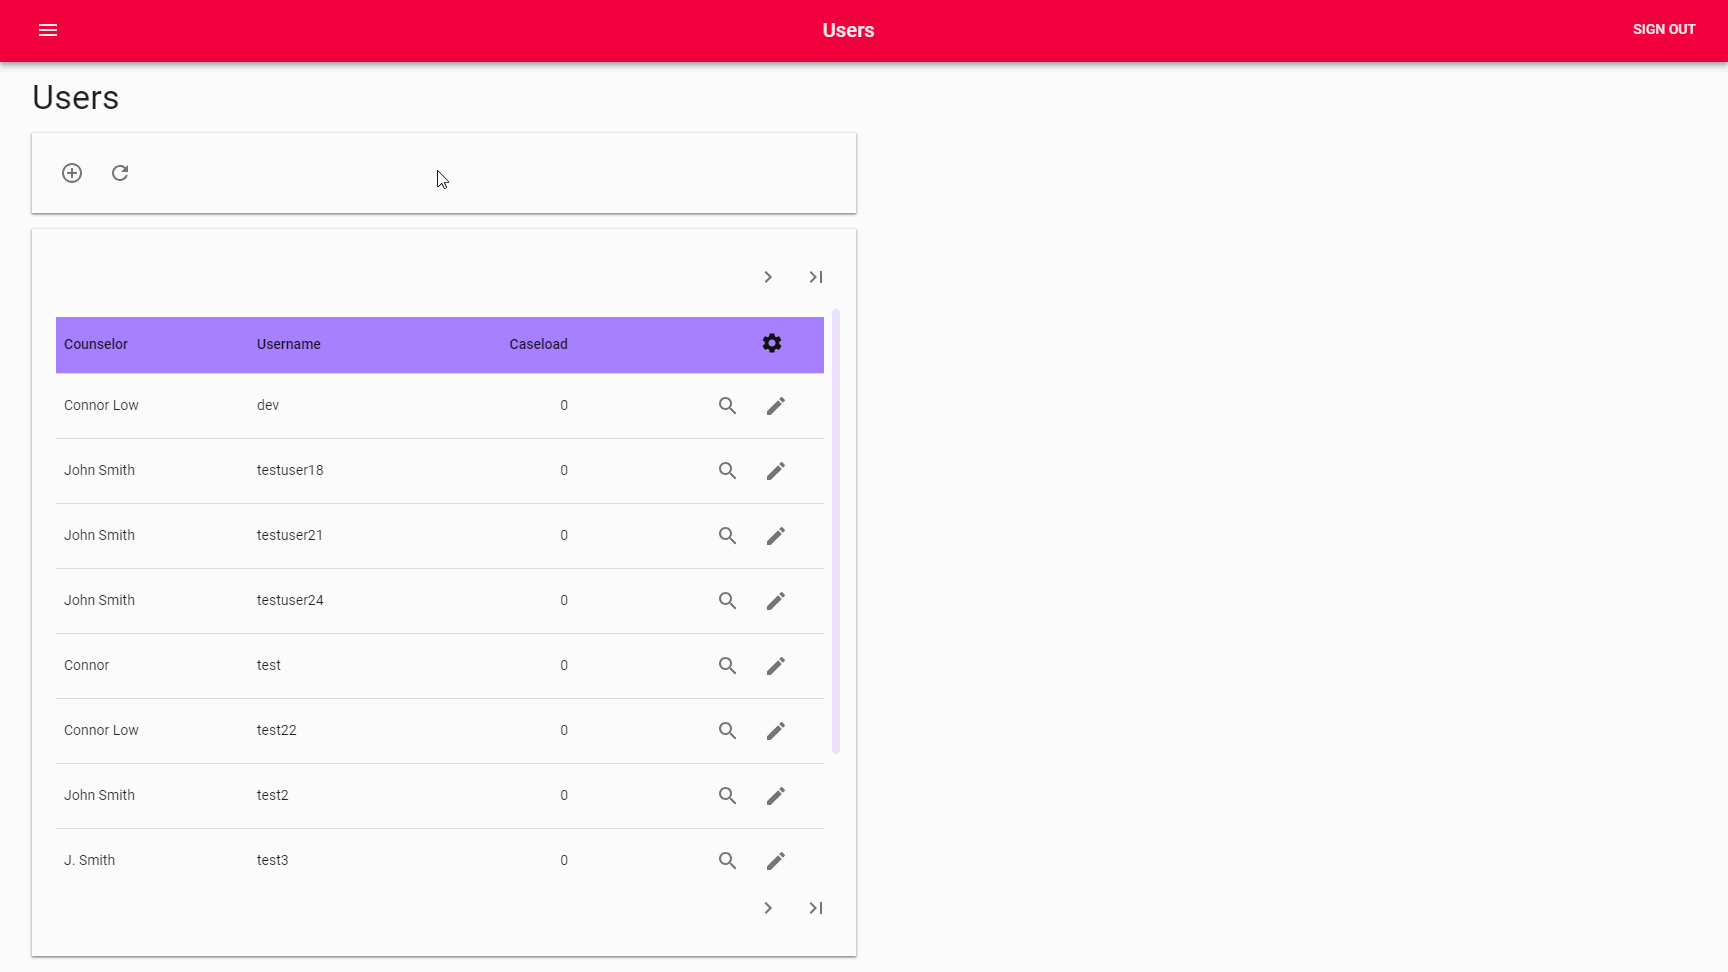 Users
SIGN OUT
Users
Counselor Username Caseload
Connor Low dev 0
John Smith testuser18 0
John Smith testuser21 0
John Smith testuser24 0
Connor test 0
Connor Low test22 0
John Smith test2 0
J. Smith test3 0